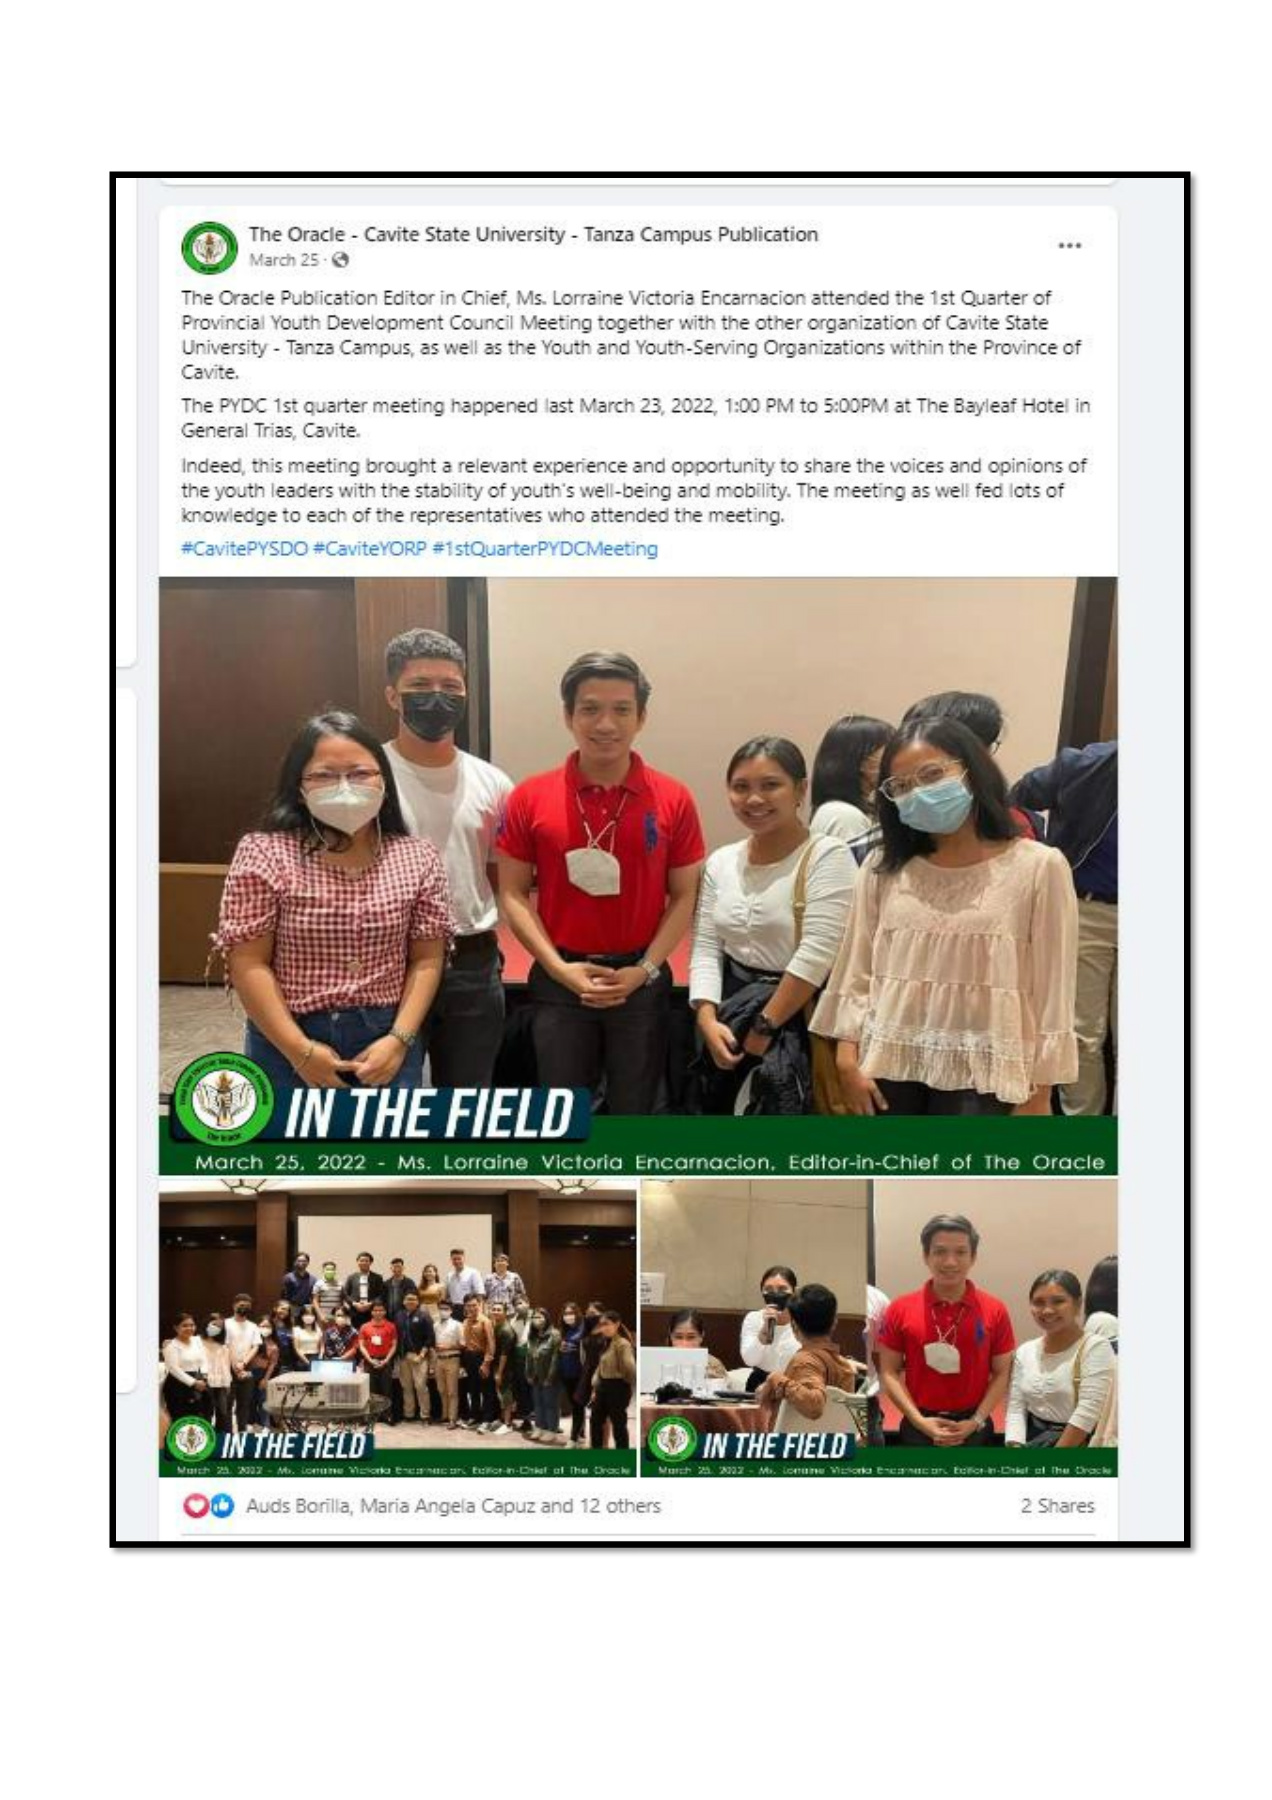 The Oracle - Cavite State University - Tanza Campus Publication
March 25 ·
The Oracle Publication Editor in Chief, Ms. Lorraine Victoria Encarnacion attended the 1st Quarter of
Provincial Youth Development Council Meeting together with the other organization of Cavite State
University - Tanza Campus, as well as the Youth and Youth-Serving Organizations within the Province of
Cavite.
The PYDC 1st quarter meeting happened last March 23, 2022, 1:00 PM to 5:00PM at The Bayleaf Hotel in
General Trias, Cavite.
Indeed, this meeting brought a relevant experience and opportunity to share the voices and opinions of
the youth leaders with the stability of youth's well-being and mobility. The meeting as well fed lots of
knowledge to each of the representatives who attended the meeting.
#CavitePYSDO #CaviteYORP #1stQuarterPYDCMeeting
The Oracle
IN THE FIELD
March 25, 2022 - Ms. Lorraine Victoria Encarnacion, Editor-in-Chief of The Oracle
IN THE FIELD
March 25, 2022 - Ms. Lorraine Victoria Encarnacion, Editor-in-Chief of The Oracle
IN THE FIELD
March 25, 2022 - Ms. Lorraine Victoria Encarnacion, Editor-in-Chief of The Oracle
Auds Borilla, Maria Angela Capuz and 12 others
2 Shares